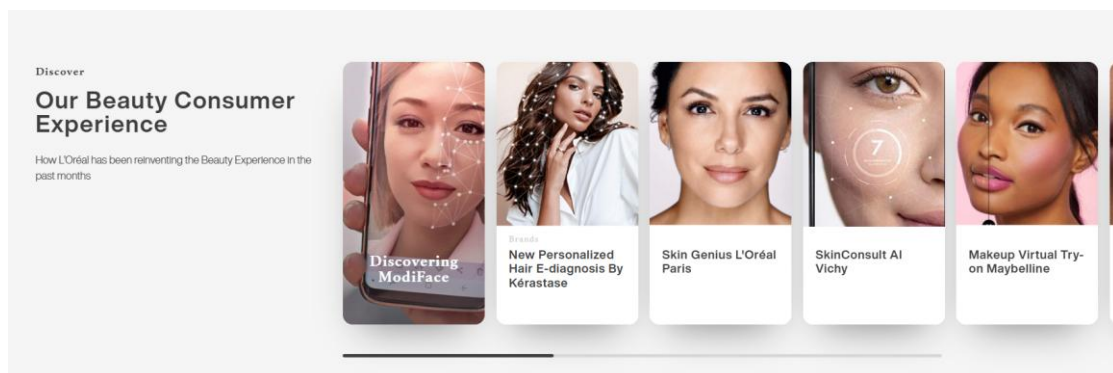 Discover
Our Beauty Consumer
Experience
How L'Oréal has been reinventing the Beauty Experience in the
past months
Discovering
ModiFace
Brands
New Personalized
Hair E-diagnosis By
Kérastase
Skin Genius L'Oréal
Paris
7
SkinConsult AI
Vichy
Makeup Virtual Try-
on Maybelline